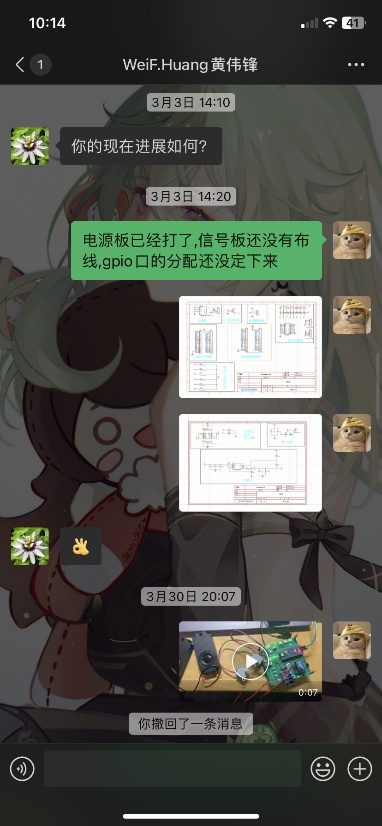 10:14
41
1
WeiF.Huang黄伟锋
3月3日 14:10
你的现在进展如何?
3月3日 14:20
电源板已经打了,信号板还没有布
线,gpio口的分配还没定下来
3月30日 20:07
0:07
你撤回了一条消息